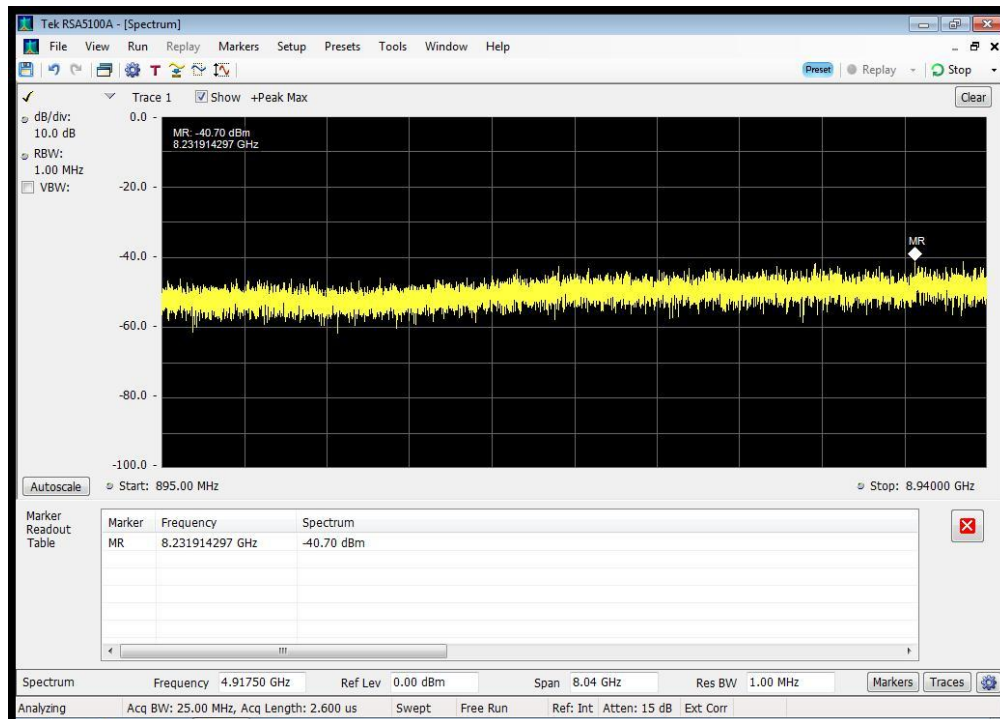 Tek RSA5100A - [Spectrum]
File View Run Replay Markers Setup Presets Tools Window Help
T Preset Replay Stop
Trace 1 Show +Peak Max Clear
dB/div:
10.0 dB
RBW:
1.00 MHz
VBW:
0.0
MR: -40.70 dBm
8.231914297 GHz
-20.0
MR
-40.0
-60.0
-80.0
-100.0
Autoscale Start: 895.00 MHz Stop: 8.94000 GHz
Marker
Readout
Table
Marker Frequency Spectrum
MR 8.231914297 GHz -40.70 dBm
Spectrum Frequency 4.91750 GHz Ref Lev 0.00 dBm Span 8.04 GHz Res BW 1.00 MHz Markers Traces
Analyzing Acq BW: 25.00 MHz, Acq Length: 2.600 us Swept Free Run Ref: Int Atten: 15 dB Ext Corr